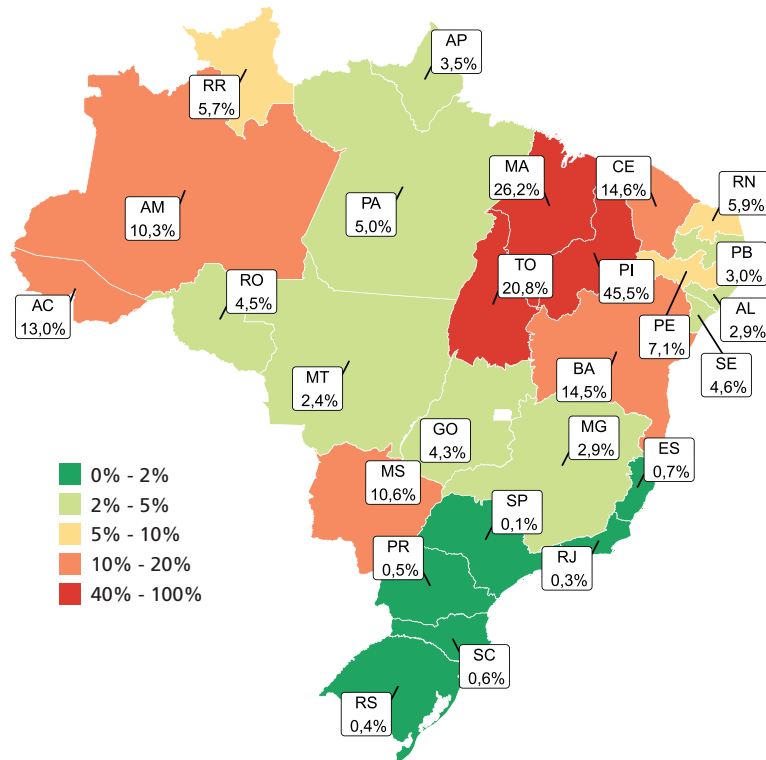 AP
3,5%
RR
5,7%
MA
26,2%
CE
14,6%
RN
5,9%
AM
10,3%
PA
5,0%
PB
3,0%
TO
20,8%
PI
45,5%
RO
4,5%
AC
13,0%
AL
2,9%
PE
7,1%
SE
4,6%
MT
2,4%
BA
14,5%
GO
4,3%
MG
2,9%
ES
0,7%
MS
10,6%
SP
0,1%
PR
0,5%
RJ
0,3%
SC
0,6%
RS
0,4%
0% - 2%
2% - 5%
5% - 10%
10% - 20%
40% - 100%